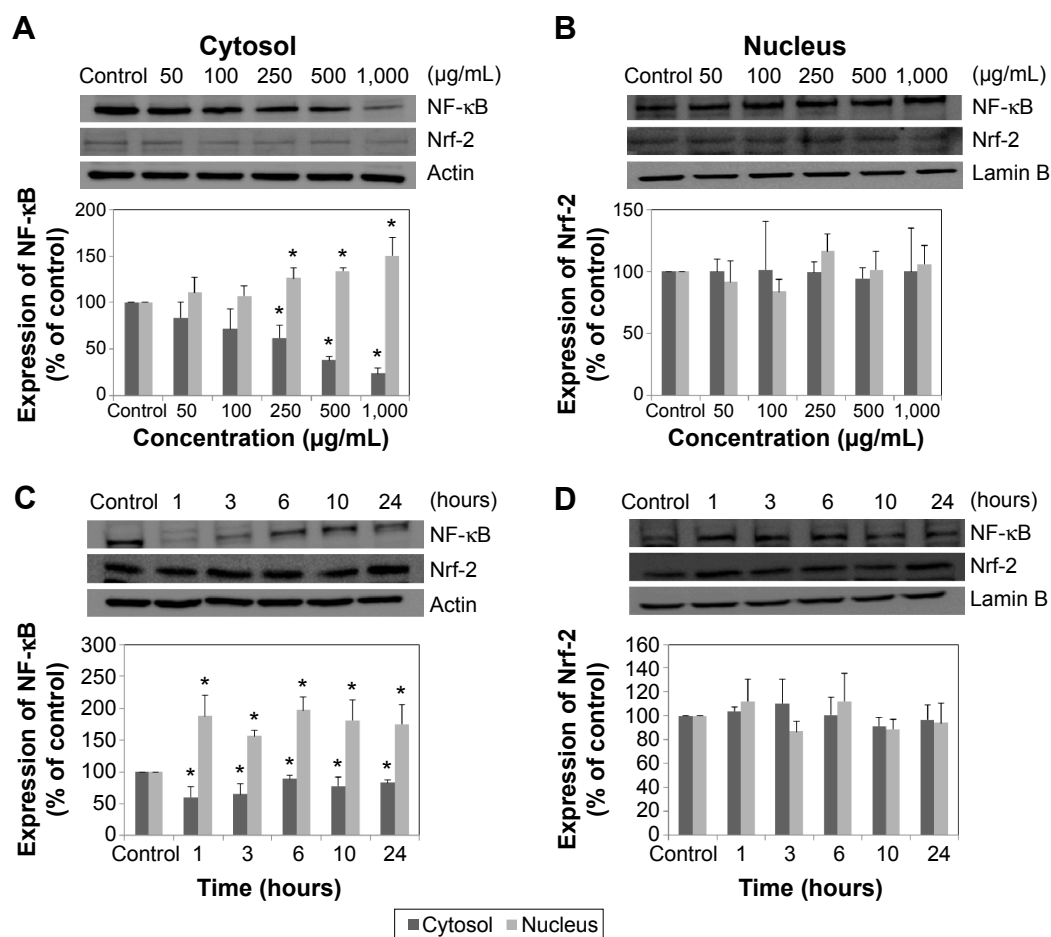 A
Cytosol
Control 50 100 250 500 1,000 (µg/mL)
NF-κB
Nrf-2
Actin
Expression of NF-κB
(% of control)
200
150
100
50
0
* * *
* * *
Control 50 100 250 500 1,000
Concentration (µg/mL)
B
Nucleus
Control 50 100 250 500 1,000 (µg/mL)
NF-κB
Nrf-2
Lamin B
Expression of Nrf-2
(% of control)
150
100
50
0
Control 50 100 250 500 1,000
Concentration (µg/mL)
C
Control 1 3 6 10 24 (hours)
NF-κB
Nrf-2
Actin
Expression of NF-κB
(% of control)
300
250
200
150
100
50
0
* * * * *
* * * * *
Control 1 3 6 10 24
Time (hours)
D
Control 1 3 6 10 24 (hours)
NF-κB
Nrf-2
Lamin B
Expression of Nrf-2
(% of control)
160
140
120
100
80
60
40
20
0
Control 1 3 6 10 24
Time (hours)
Cytosol Nucleus